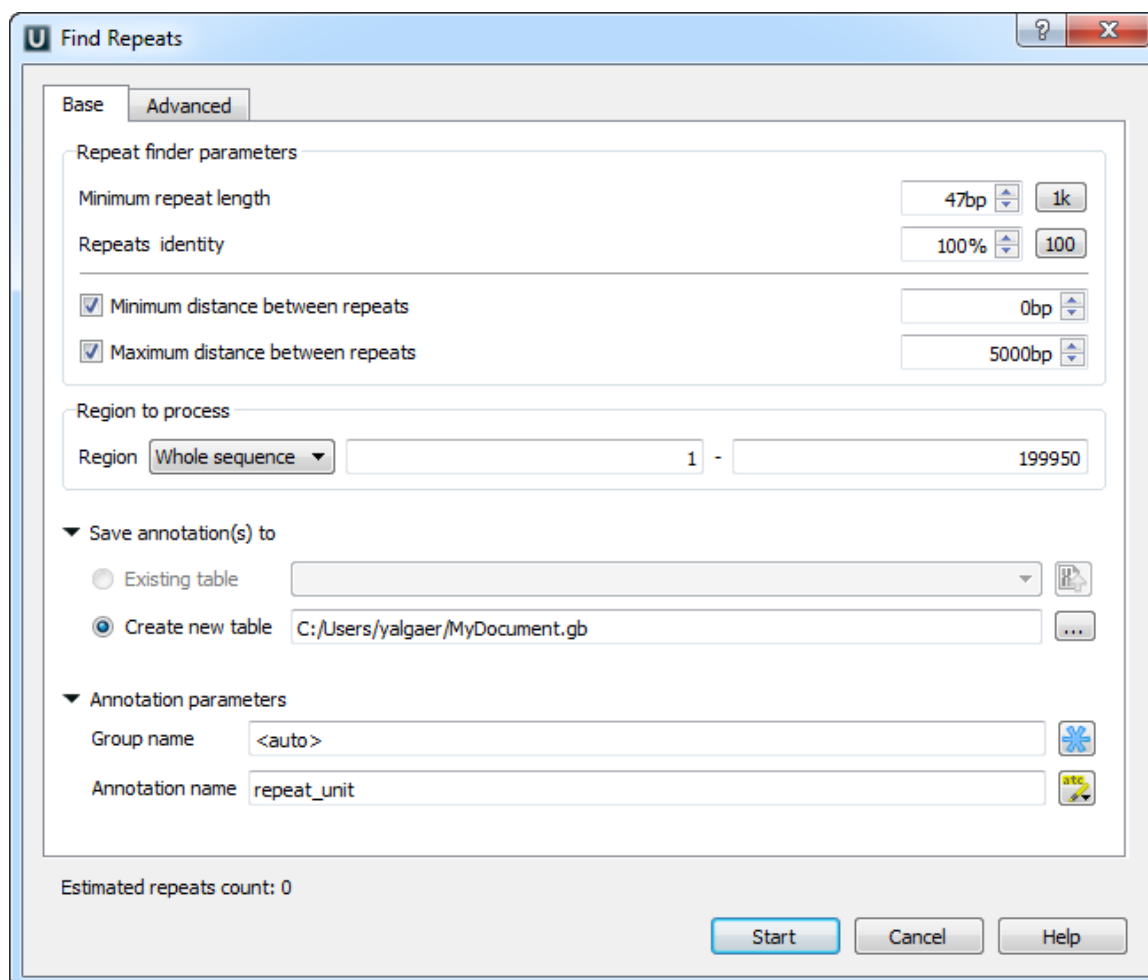 U Find Repeats ? X
Base Advanced
Repeat finder parameters
Minimum repeat length 47bp 1k
Repeats identity 100% 100
Minimum distance between repeats 0bp
Maximum distance between repeats 5000bp
Region to process
Region Whole sequence 1 - 199950
Save annotation(s) to
Existing table
Create new table C:/Users/yalgaer/MyDocument.gb ...
Annotation parameters
Group name <auto>
Annotation name repeat_unit atc
Estimated repeats count: 0
Start Cancel Help